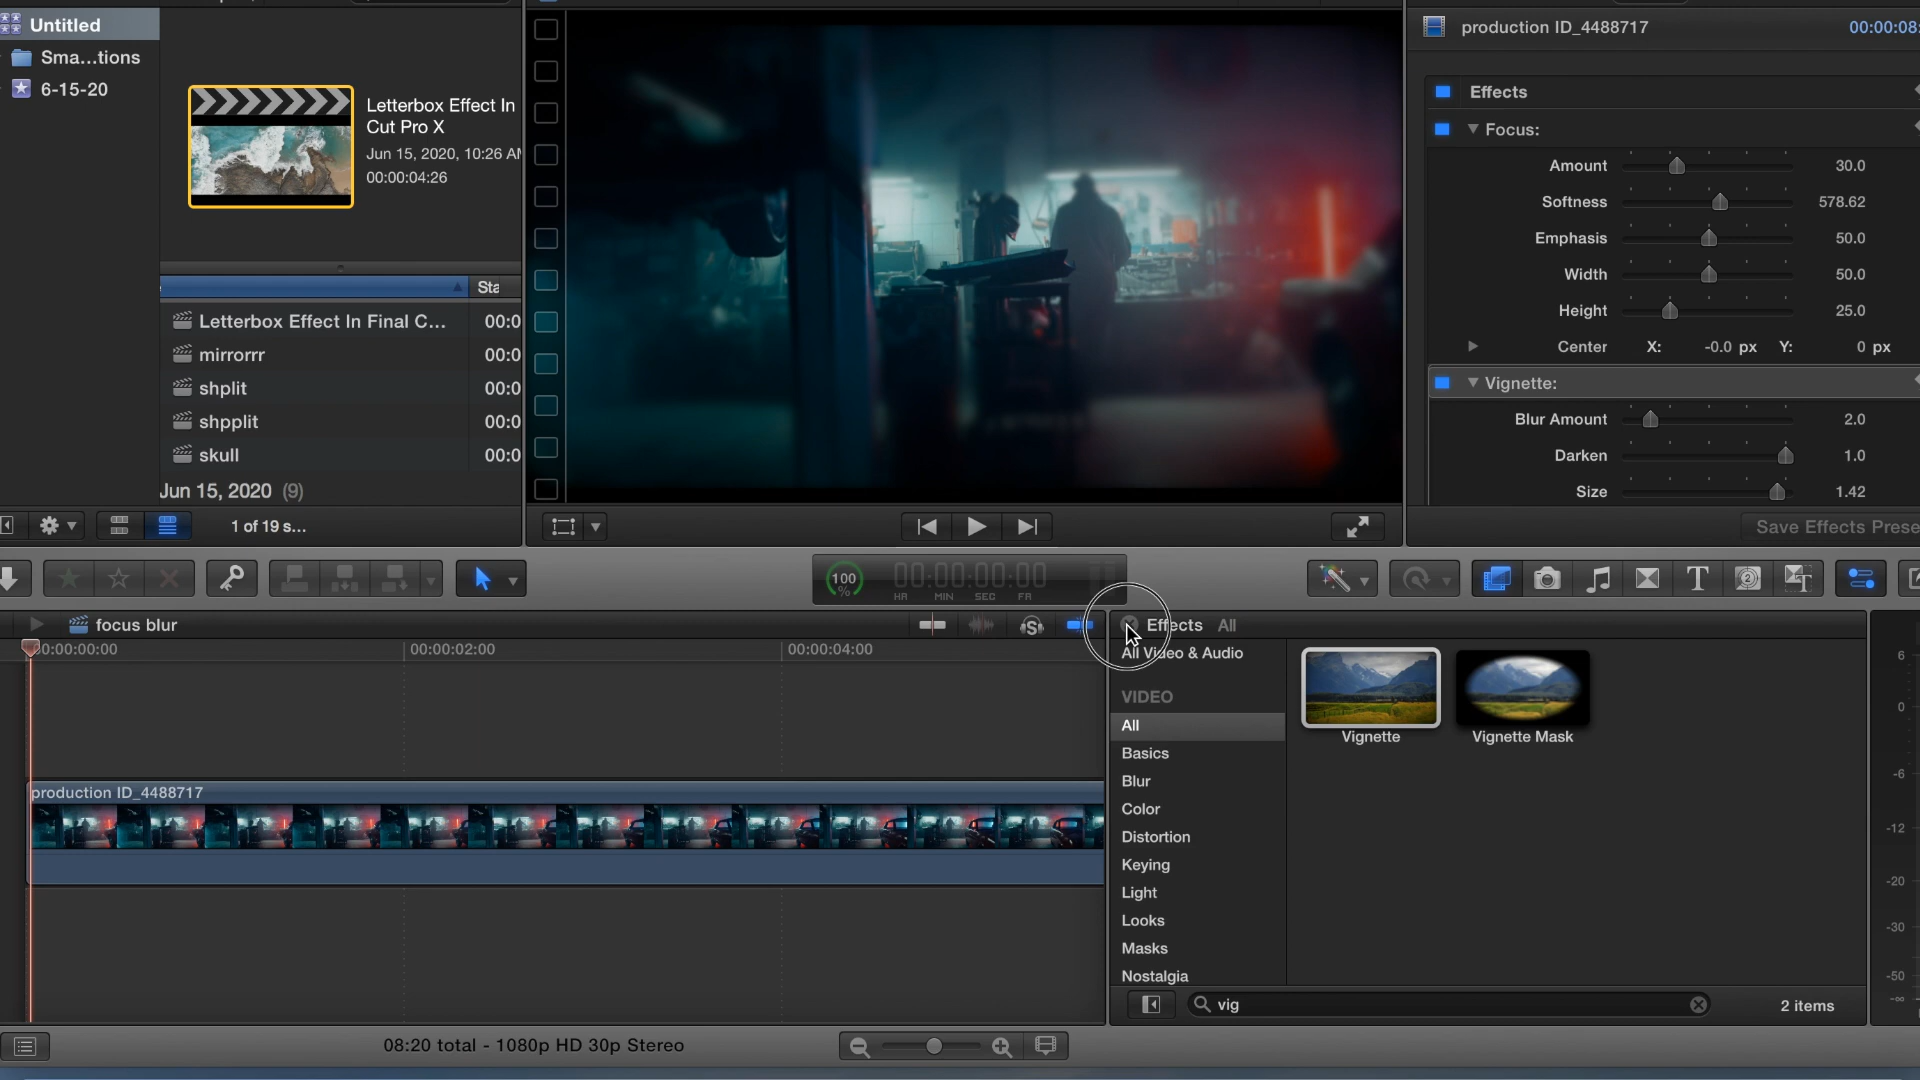 Untitled
Sma...tions
6-15-20
Letterbox Effect In
Cut Pro X
Jun 15, 2020, 10:26 AM
00:00:04:26
Sta
Letterbox Effect In Final C... 00:0
mirrorrr 00:0
shplit 00:0
shpplit 00:0
skull 00:0
Jun 15, 2020 (9)
1 of 19 s...
production ID_4488717 00:00:08:
Effects
Focus:
Amount 30.0
Softness 578.62
Emphasis 50.0
Width 50.0
Height 25.0
Center X: -0.0 px Y: 0 px
Vignette:
Blur Amount 2.0
Darken 1.0
Size 1.42
Save Effects Prese
100
%
00:00:00:00
HR MIN SEC FR
focus blur
00:00:00:00
00:00:02:00
00:00:04:00
production ID_4488717
Effects All
All Video & Audio
VIDEO
All
Basics
Blur
Color
Distortion
Keying
Light
Looks
Masks
Nostalgia
Vignette
Vignette Mask
vig
2 items
6
0
-6
-12
-20
-30
-50
-∞
08:20 total - 1080p HD 30p Stereo